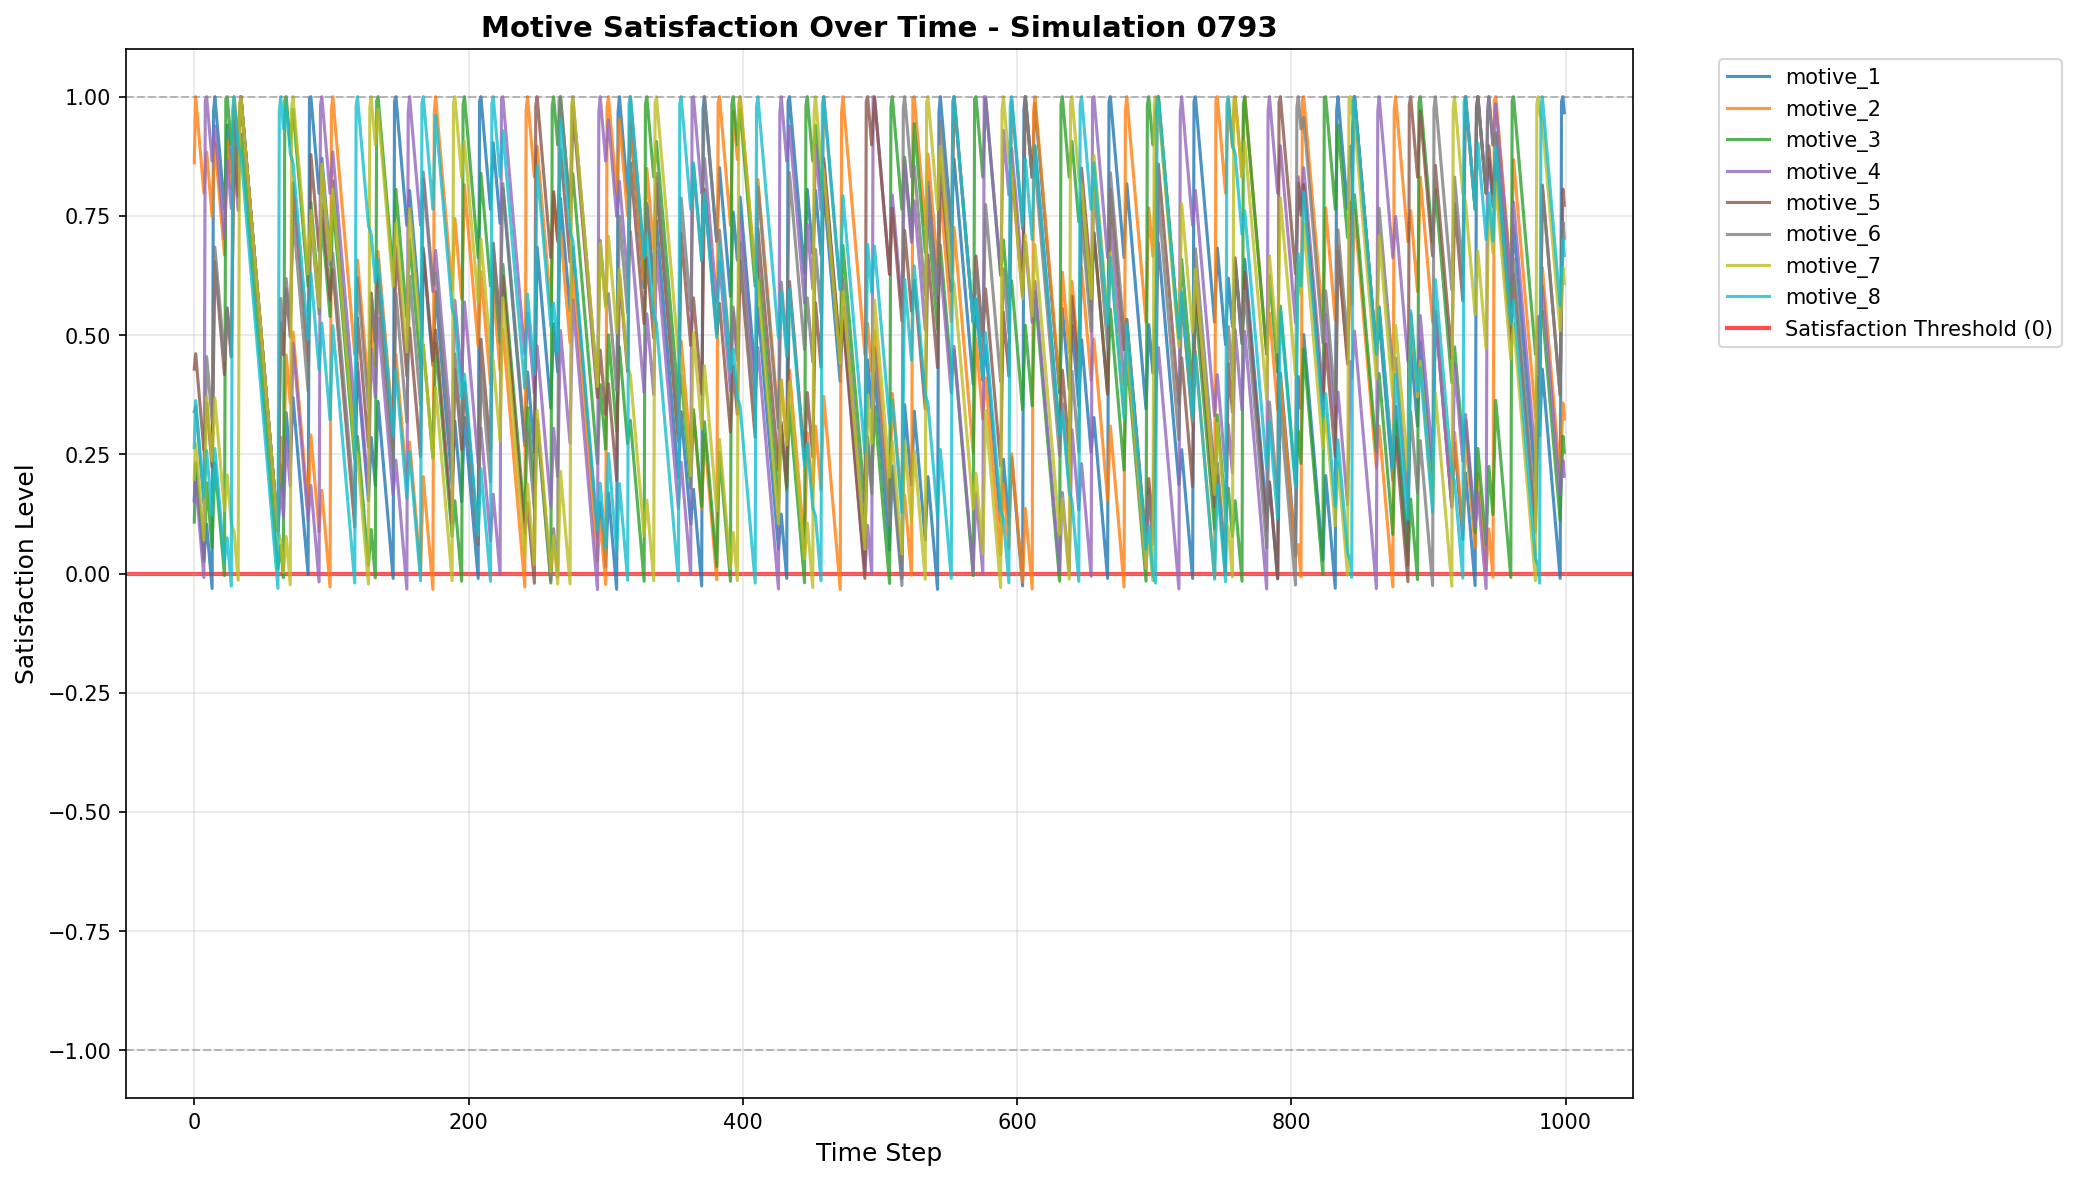 Motive Satisfaction Over Time - Simulation 0793
Satisfaction Level
1.00
0.75
0.50
0.25
0.00
−0.25
−0.50
−0.75
−1.00
0
200
400
600
800
1000
Time Step
motive_1
motive_2
motive_3
motive_4
motive_5
motive_6
motive_7
motive_8
Satisfaction Threshold (0)